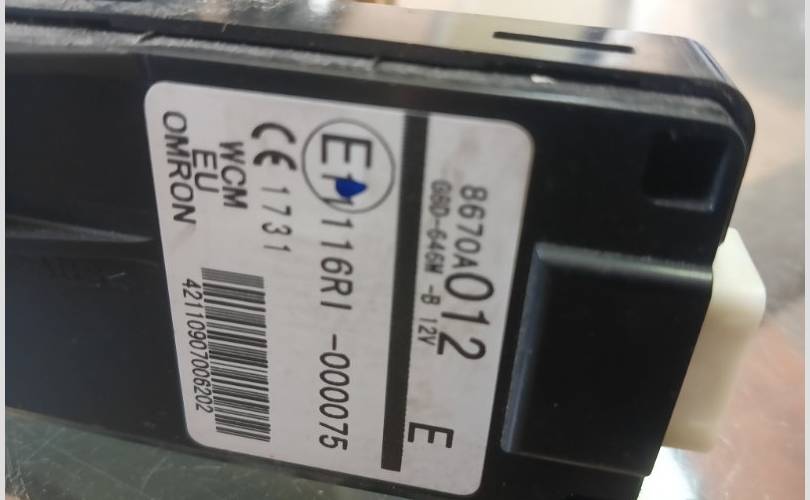 8670A012 E
G8D-646M -B 12V
E1 116RI -000075
CE 1731
WCM
EU
OMRON
42110907006202